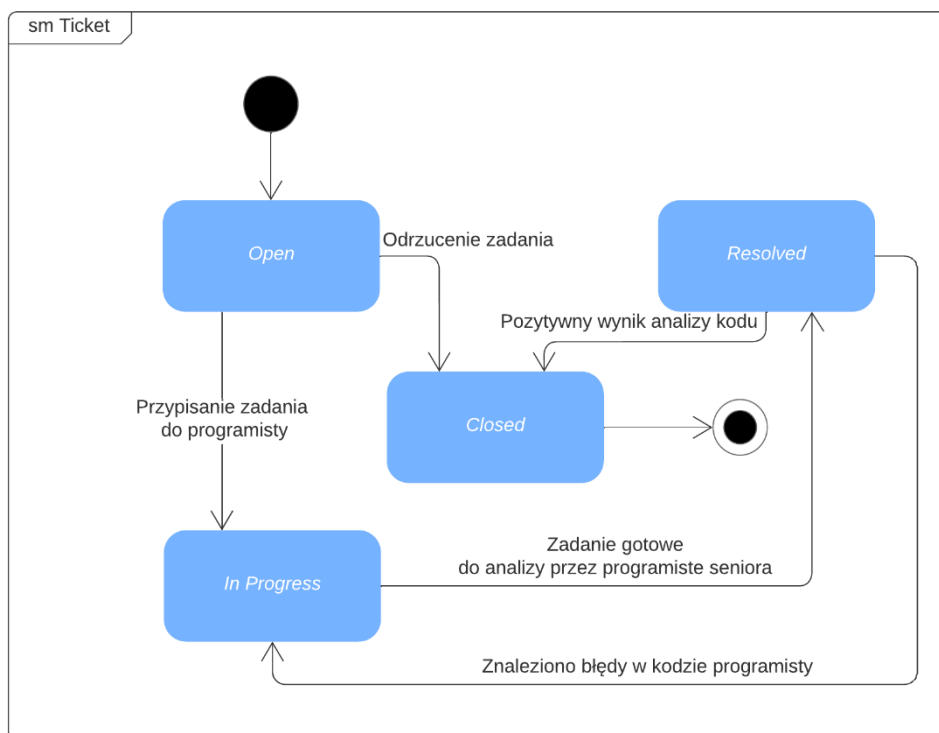 sm Ticket
Open
Odrzucenie zadania
Resolved
Pozytywny wynik analizy kodu
Przypisanie zadania
do programisty
Closed
In Progress
Zadanie gotowe
do analizy przez programiste seniora
Znaleziono błędy w kodzie programisty